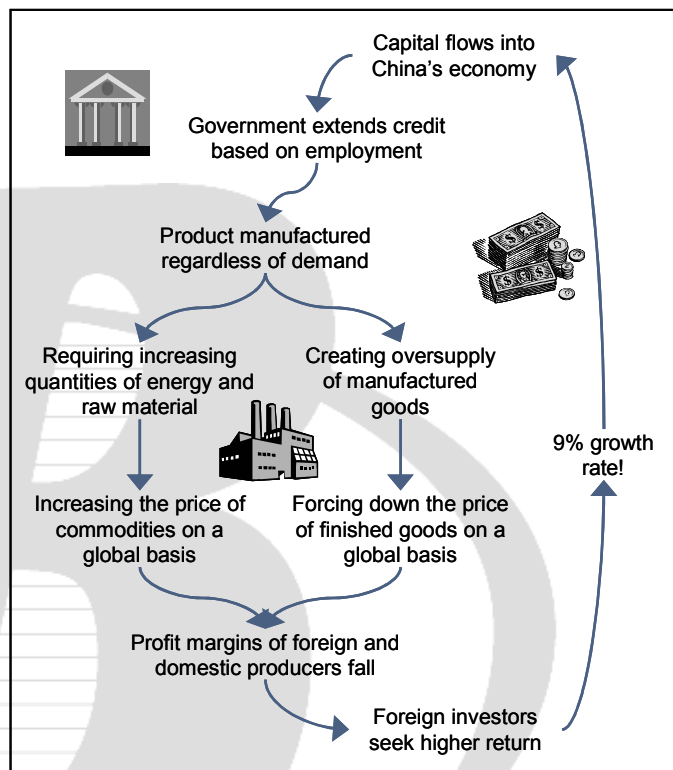 Capital flows into
China's economy
Government extends credit
based on employment
Product manufactured
regardless of demand
Requiring increasing
quantities of energy and
raw material
Creating oversupply
of manufactured
goods
9% growth
rate!
Increasing the price of
commodities on a
global basis
Forcing down the price
of finished goods on a
global basis
Profit margins of foreign and
domestic producers fall
Foreign investors
seek higher return